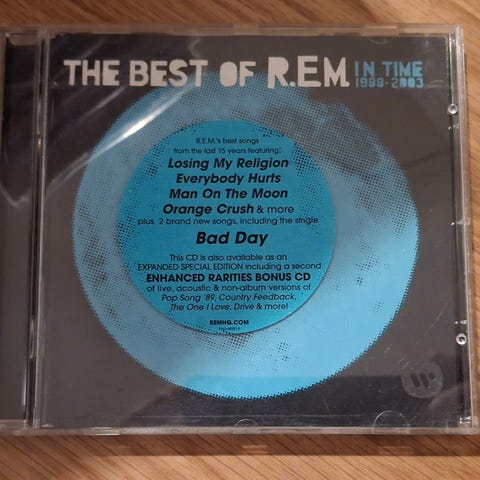 THE BEST OF R.E.M. IN TIME
1988-2003
R.E.M.'s best songs
from the last 15 years featuring:
Losing My Religion
Everybody Hurts
Man On The Moon
Orange Crush & more
plus 2 brand new songs, including the single
Bad Day
This CD is also available as an
EXPANDED SPECIAL EDITION including a second
ENHANCED RARITIES BONUS CD
of live, acoustic & non-album versions of
Pop Song '89, Country Feedback,
The One I Love, Drive & more!
REMHQ.COM